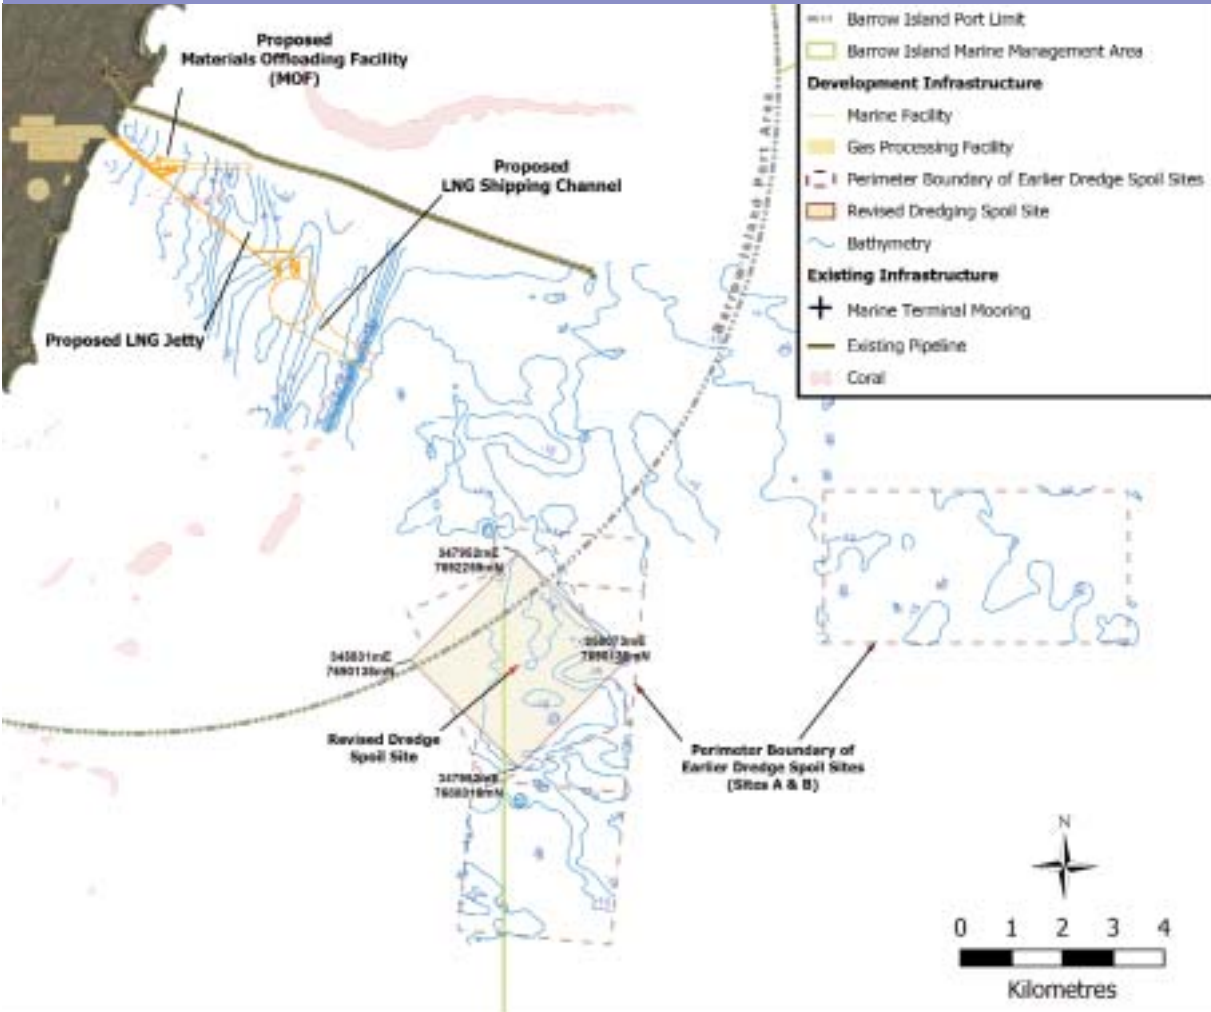 Proposed
Materials Offloading Facility
(MOF)
Proposed
LNG Shipping Channel
Proposed LNG Jetty
Barrow Island Port Area
Barrow Island Port Limit
Barrow Island Marine Management Area
Development Infrastructure
Marine Facility
Gas Processing Facility
Perimeter Boundary of Earlier Dredge Spoil Sites
Revised Dredging Spoil Site
Bathymetry
Existing Infrastructure
Marine Terminal Mooring
Existing Pipeline
Coral
Revised Dredge
Spoil Site
Perimeter Boundary of
Earlier Dredge Spoil Sites
(Sites A & B)
N
0 1 2 3 4
Kilometres